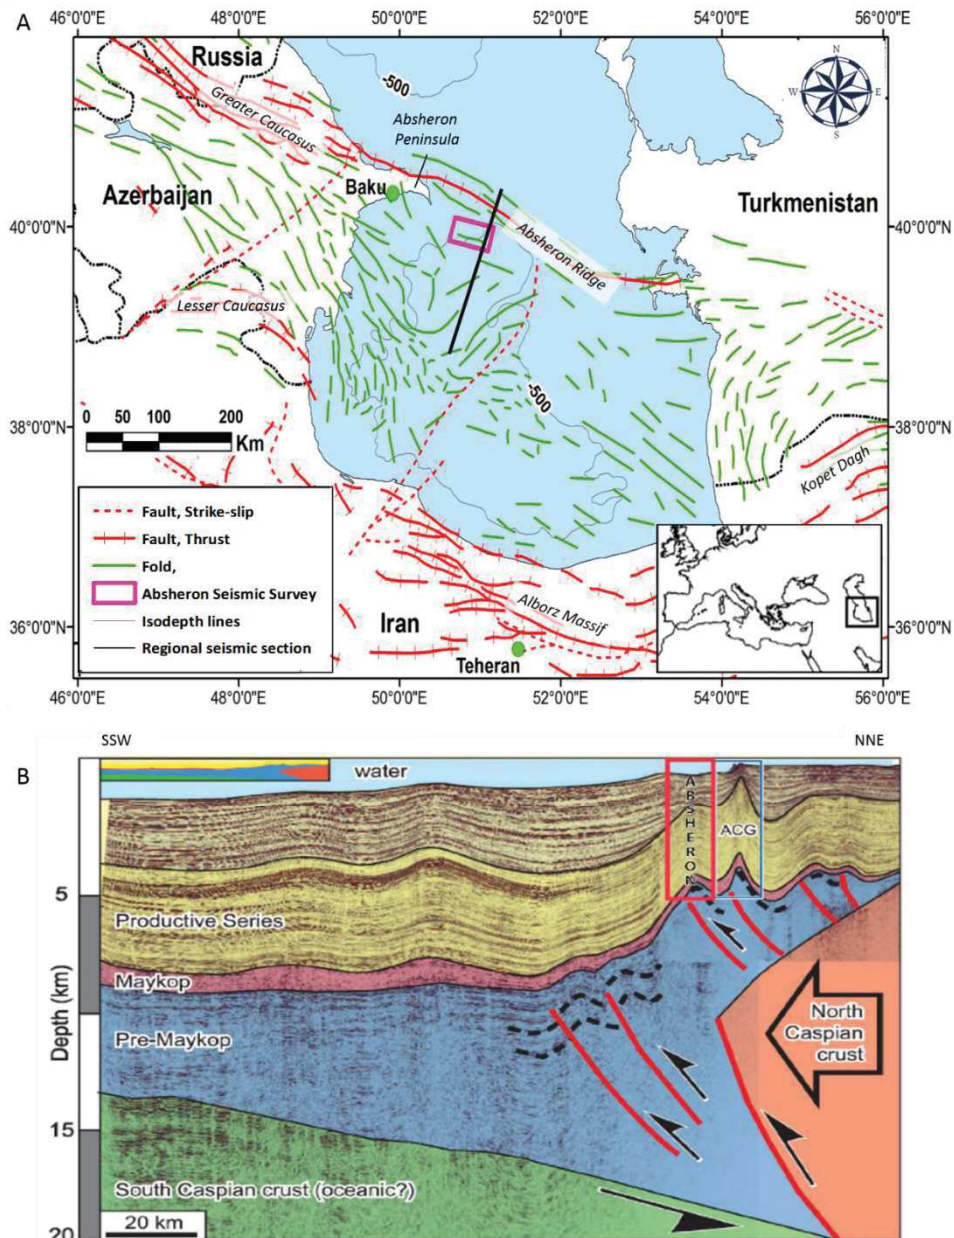 A
46°0'0"E 48°0'0"E 50°0'0"E 52°0'0"E 54°0'0"E 56°0'0"E
Russia
-500
N
W E
S
Greater Caucasus
Absheron
Peninsula
Azerbaijan
Baku
Turkmenistan
40°0'0"N
40°0'0"N
Absheron Ridge
Lesser Caucasus
-500
0 50 100 200
Km
38°0'0"N
38°0'0"N
Kopet Dagh
Fault, Strike-slip
Fault, Thrust
Fold,
Absheron Seismic Survey
Isodepth lines
Regional seismic section
Alborz Massif
Iran
36°0'0"N
36°0'0"N
Teheran
46°0'0"E 48°0'0"E 50°0'0"E 52°0'0"E 54°0'0"E 56°0'0"E
SSW NNE
B
water
ABSHERON
ACG
5
Productive Series
Maykop
Depth (km)
Pre-Maykop
North
Caspian
crust
15
South Caspian crust (oceanic?)
20 km
20